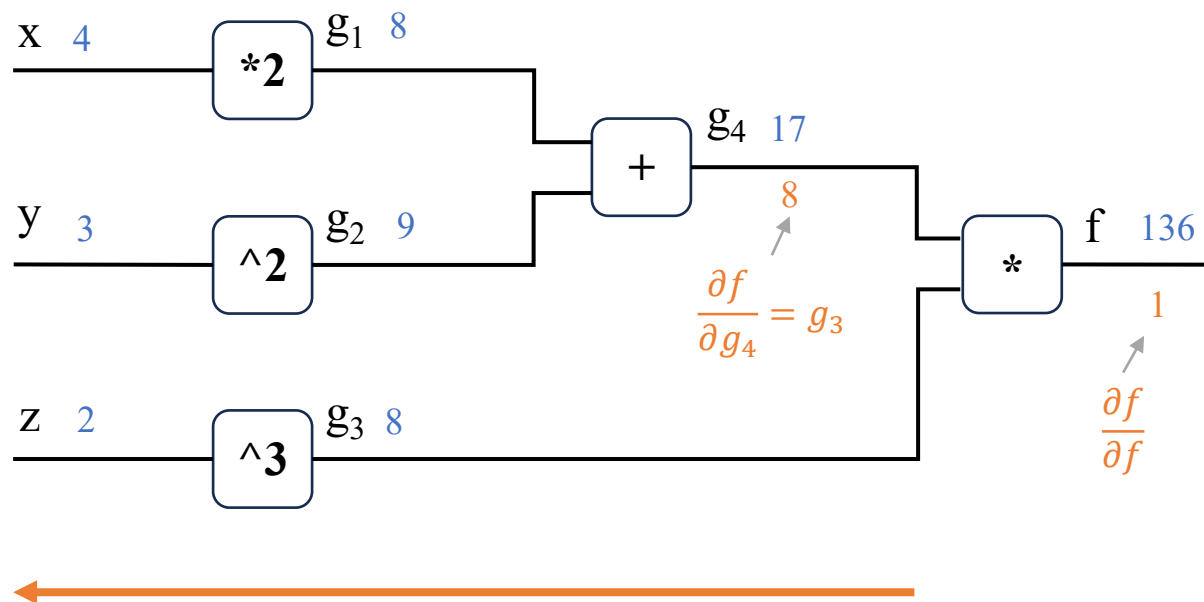 x 4
*2
g₁ 8
+
g₄ 17
8
y 3
^2
g₂ 9
∂f/∂g₄ = g₃
*
f 136
1
∂f/∂f
z 2
^3
g₃ 8